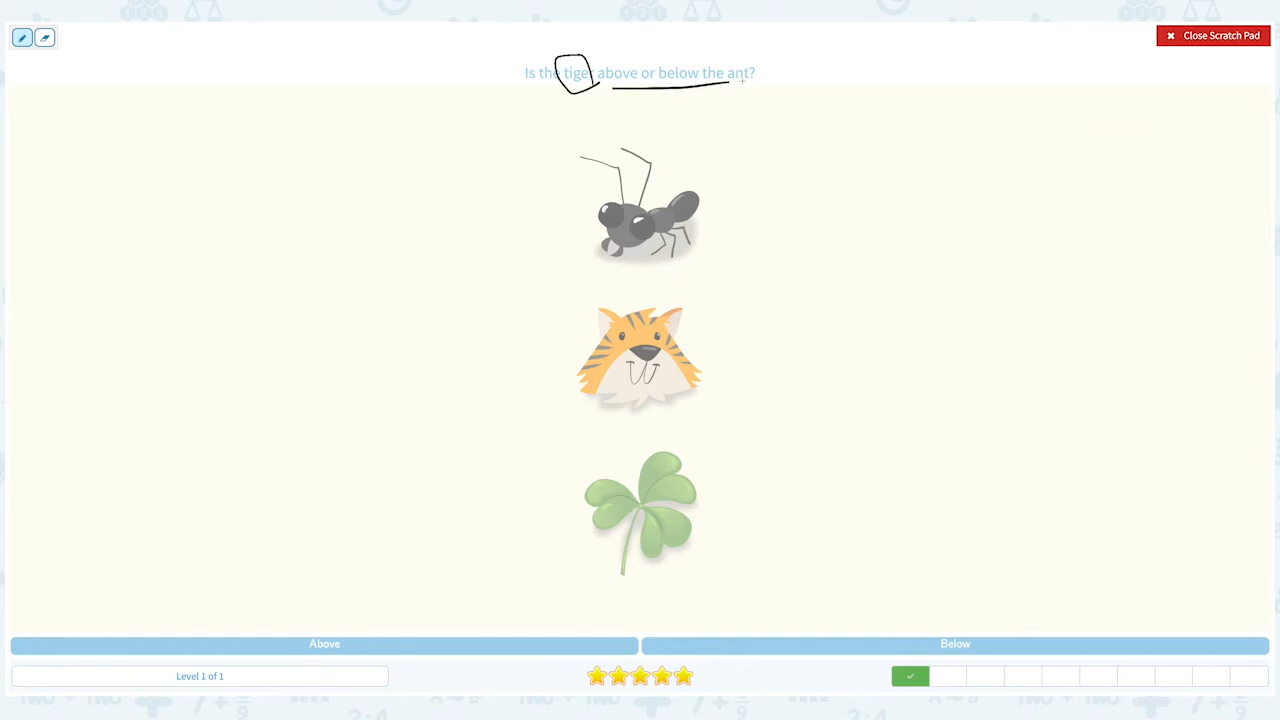 Close Scratch Pad
Is the tiger above or below the ant?
Above
Below
Level 1 of 1